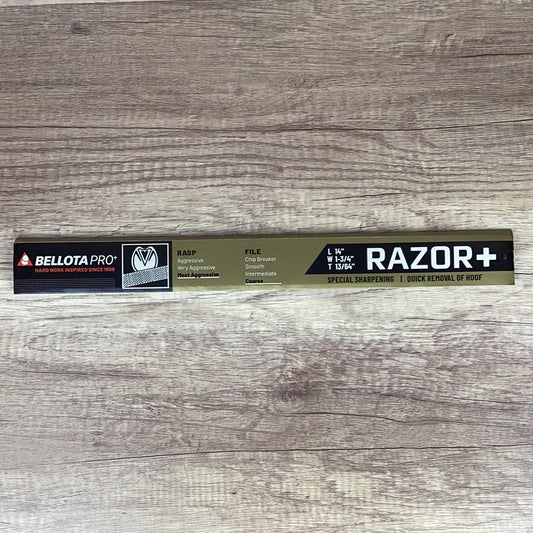 BELLOTA PRO+
HARD WORK INSPIRED SINCE 1908
RASP
Aggressive
Very Aggressive
Most Aggressive
FILE
Chip Breaker
Smooth
Intermediate
Coarse
L 14"
W 1-3/4"
T 13/64"
RAZOR+
SPECIAL SHARPENING | QUICK REMOVAL OF HOOF